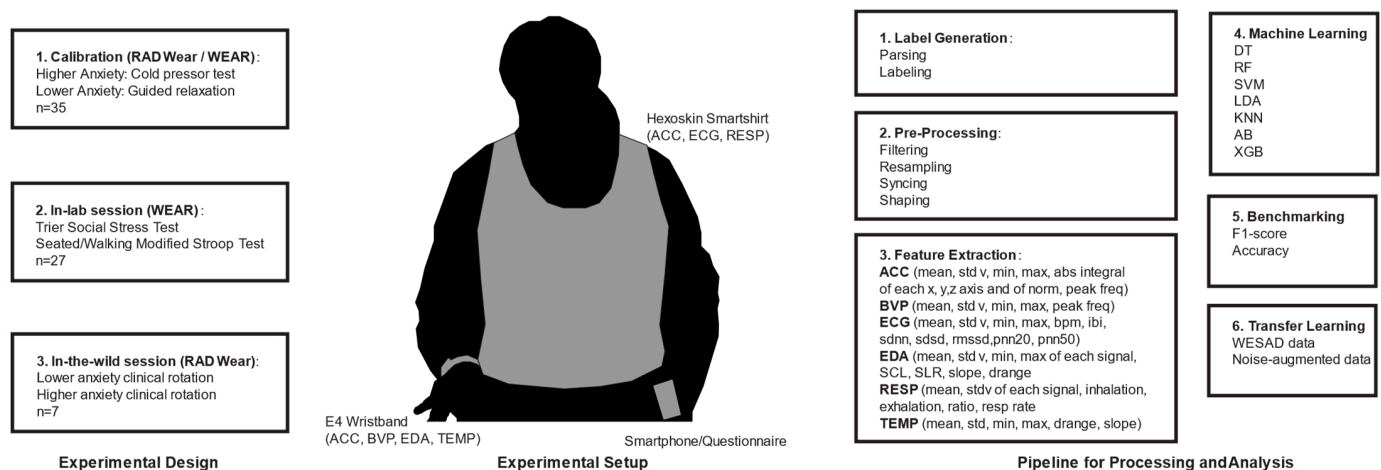 1. Calibration (RAD Wear / WEAR):
Higher Anxiety: Cold pressor test
Lower Anxiety: Guided relaxation
n=35
2. In-lab session (WEAR):
Trier Social Stress Test
Seated/Walking Modified Stroop Test
n=27
3. In-the-wild session (RAD Wear):
Lower anxiety clinical rotation
Higher anxiety clinical rotation
n=7
Experimental Design
Hexoskin Smartshirt
(ACC, ECG, RESP)
E4 Wristband
(ACC, BVP, EDA, TEMP)
Smartphone/Questionnaire
Experimental Setup
1. Label Generation:
Parsing
Labeling
2. Pre-Processing:
Filtering
Resampling
Syncing
Shaping
3. Feature Extraction:
ACC (mean, std v, min, max, abs integral
of each x, y,z axis and of norm, peak freq)
BVP (mean, std v, min, max, peak freq)
ECG (mean, std v, min, max, bpm, ibi,
sdnn, sdsd, rmssd,pnn20, pnn50)
EDA (mean, std v, min, max of each signal,
SCL, SLR, slope, drange
RESP (mean, stdv of each signal, inhalation,
exhalation, ratio, resp rate
TEMP (mean, std, min, max, drange, slope)
4. Machine Learning
DT
RF
SVM
LDA
KNN
AB
XGB
5. Benchmarking
F1-score
Accuracy
6. Transfer Learning
WESAD data
Noise-augmented data
Pipeline for Processing and Analysis